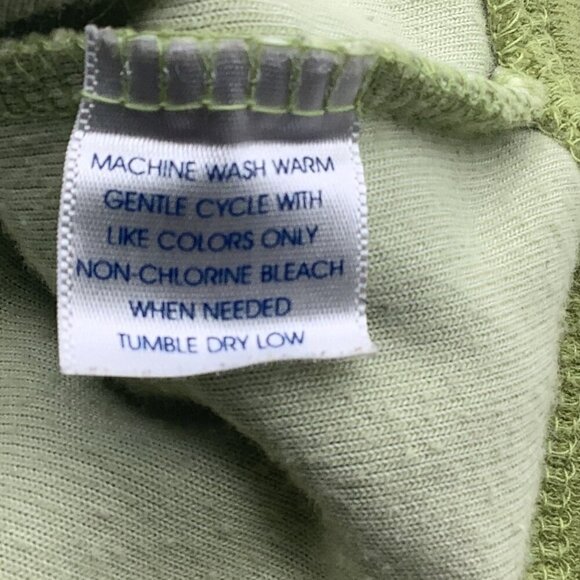 MACHINE WASH WARM
GENTLE CYCLE WITH
LIKE COLORS ONLY
NON-CHLORINE BLEACH
WHEN NEEDED
TUMBLE DRY LOW